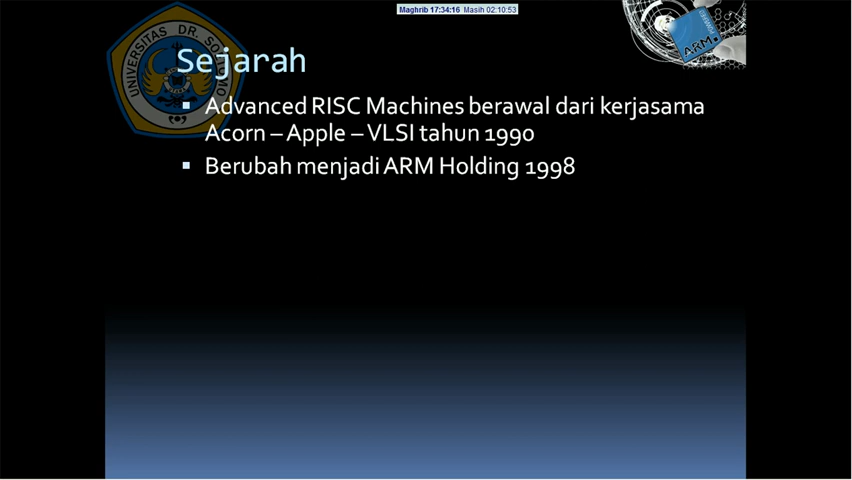 Maghrib 17:34:16 Masih 02:10:53
UNIVERSITAS DR. SOETOMO
ARM
Sejarah
Advanced RISC Machines berawal dari kerjasama
Acorn – Apple – VLSI tahun 1990
Berubah menjadi ARM Holding 1998